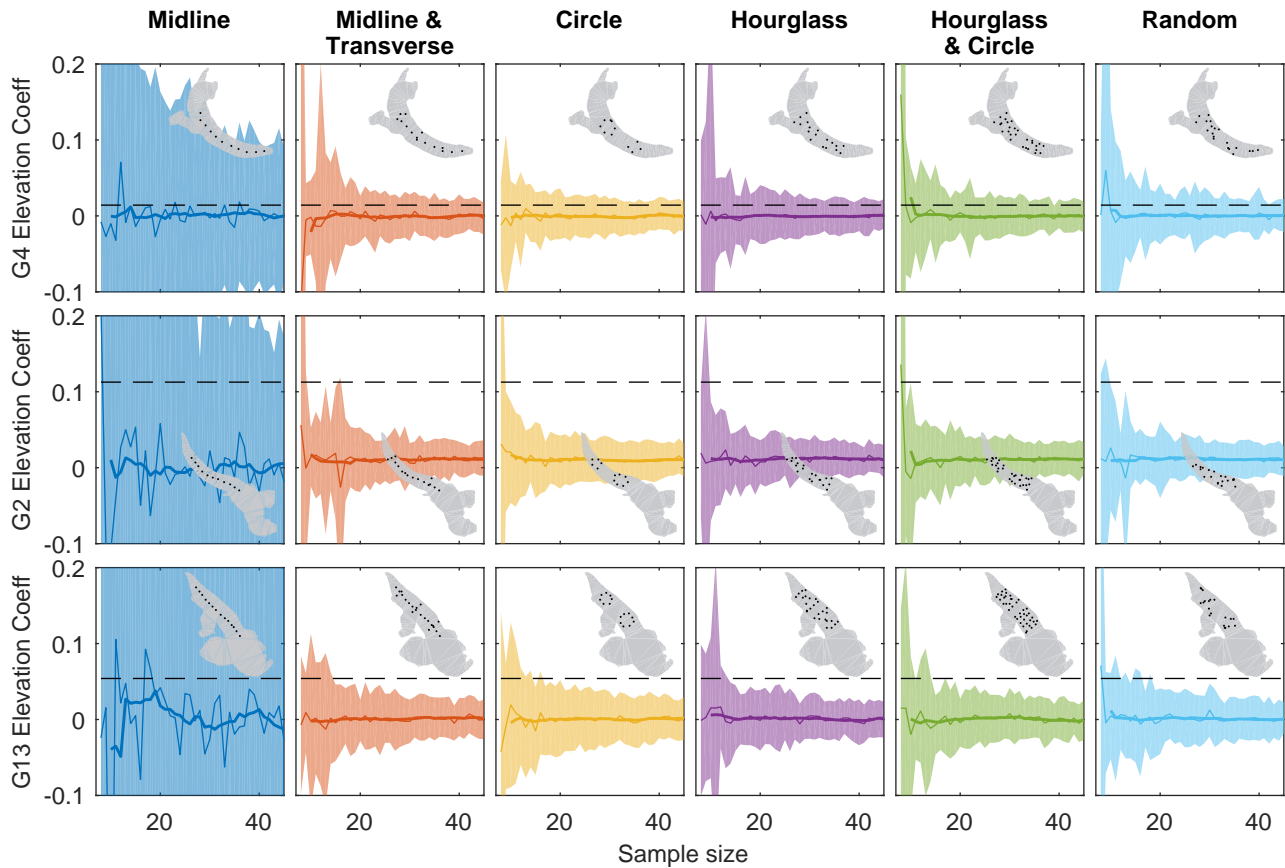 Midline
Midline &
Transverse
Circle
Hourglass
Hourglass
& Circle
Random
G4 Elevation Coeff
0.2
0.1
0
-0.1
G2 Elevation Coeff
0.2
0.1
0
-0.1
G13 Elevation Coeff
0.2
0.1
0
-0.1
20 40 20 40 20 40 20 40 20 40 20 40
Sample size